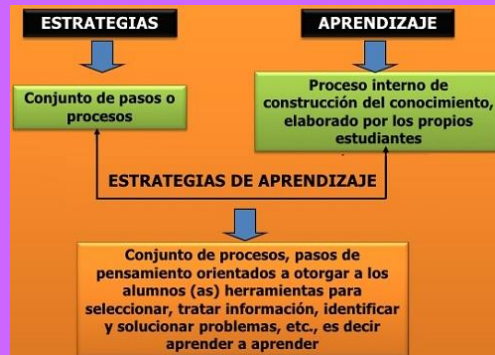 ESTRATEGIAS
APRENDIZAJE
Conjunto de pasos o
procesos
Proceso interno de
construcción del conocimiento,
elaborado por los propios
estudiantes
ESTRATEGIAS DE APRENDIZAJE
Conjunto de procesos, pasos de
pensamiento orientados a otorgar a los
alumnos (as) herramientas para
seleccionar, tratar información, identificar
y solucionar problemas, etc., es decir
aprender a aprender